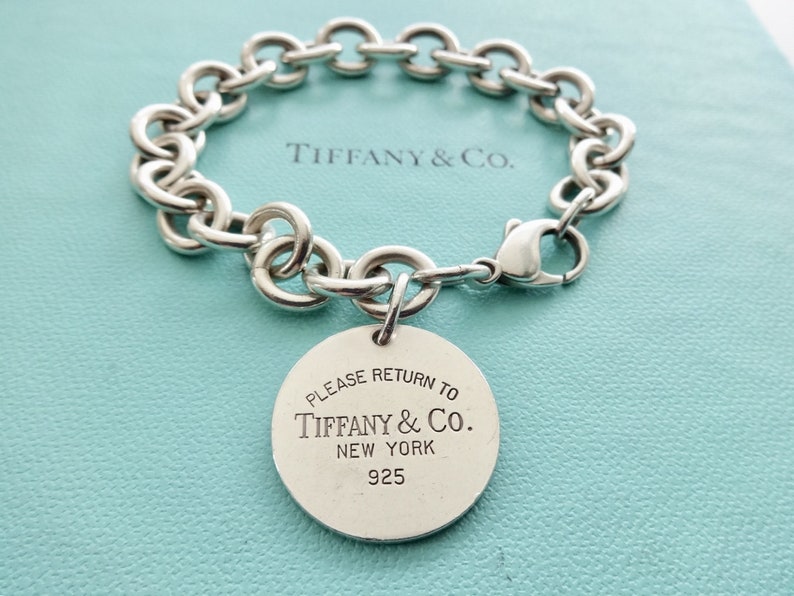 TIFFANY & CO.
PLEASE RETURN TO
TIFFANY & CO.
NEW YORK
925